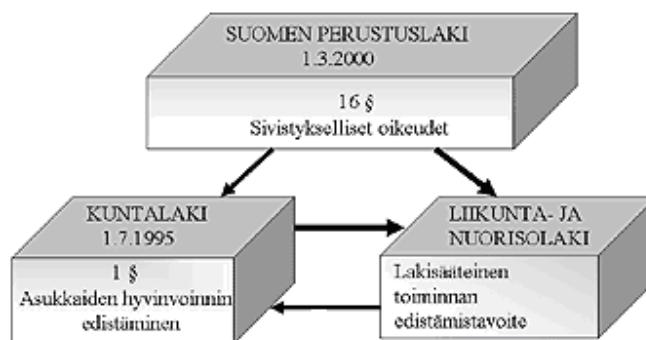 SUOMEN PERUSTUSLAKI
1.3.2000
16 §
Sivistykselliset oikeudet
KUNTALAKI
1.7.1995
1 §
Asukkaiden hyvinvoinnin
edistäminen
LIIKUNTA- JA
NUORISOLAKI
Lakisääteinen
toiminnan
edistämistavoite